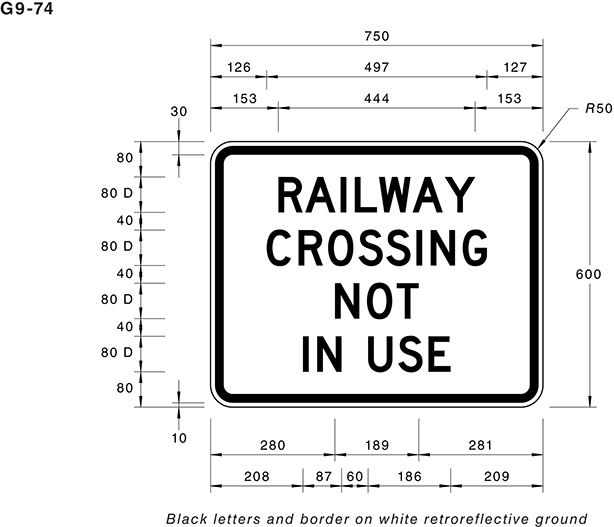 G9-74
750
126 497 127
153 444 153
30
R50
80
80 D
40
80 D
40
80 D
40
80 D
80
10
600
RAILWAY
CROSSING
NOT
IN USE
280 189 281
208 87 60 186 209
Black letters and border on white retroreflective ground